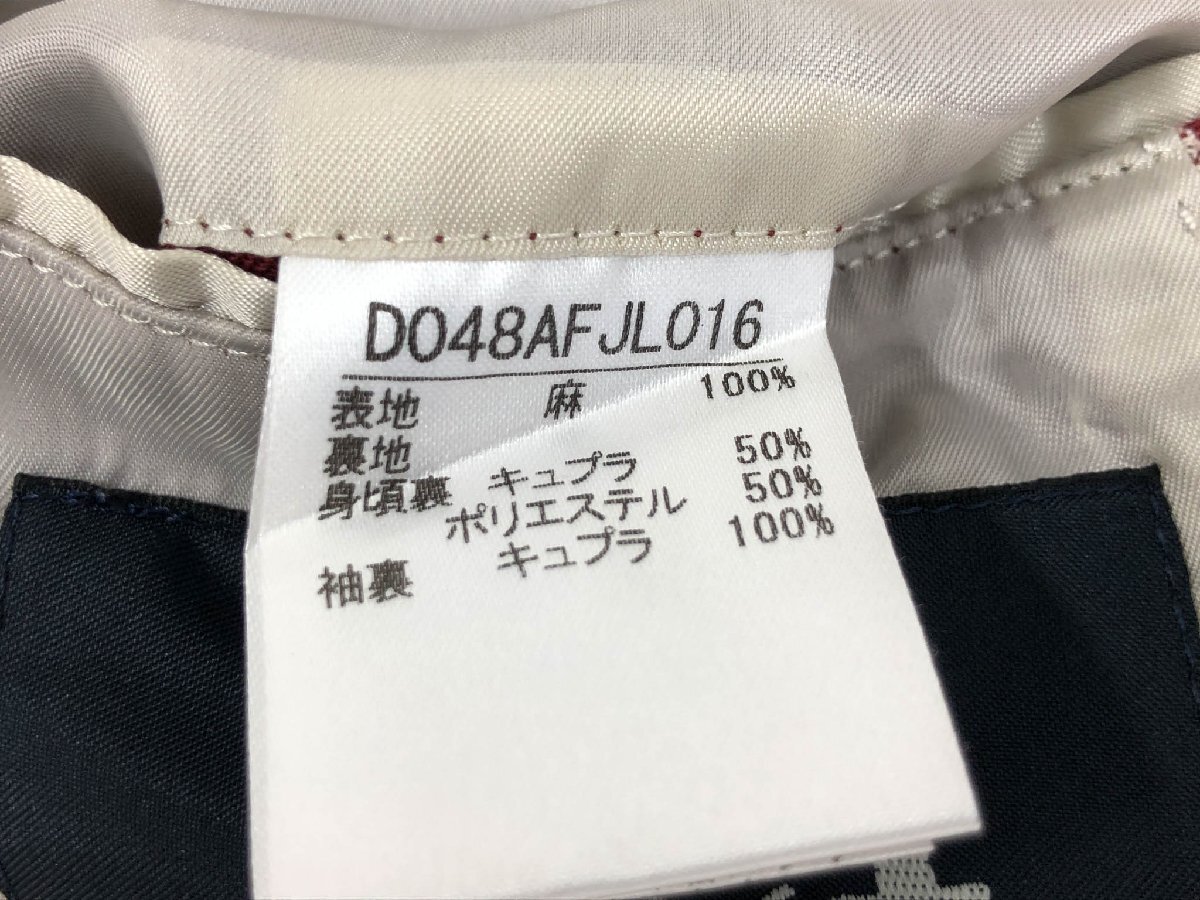 D048AFJL016
表地 麻 100%
裏地
身頃裏 キュプラ 50%
ポリエステル 50%
袖裏 キュプラ 100%